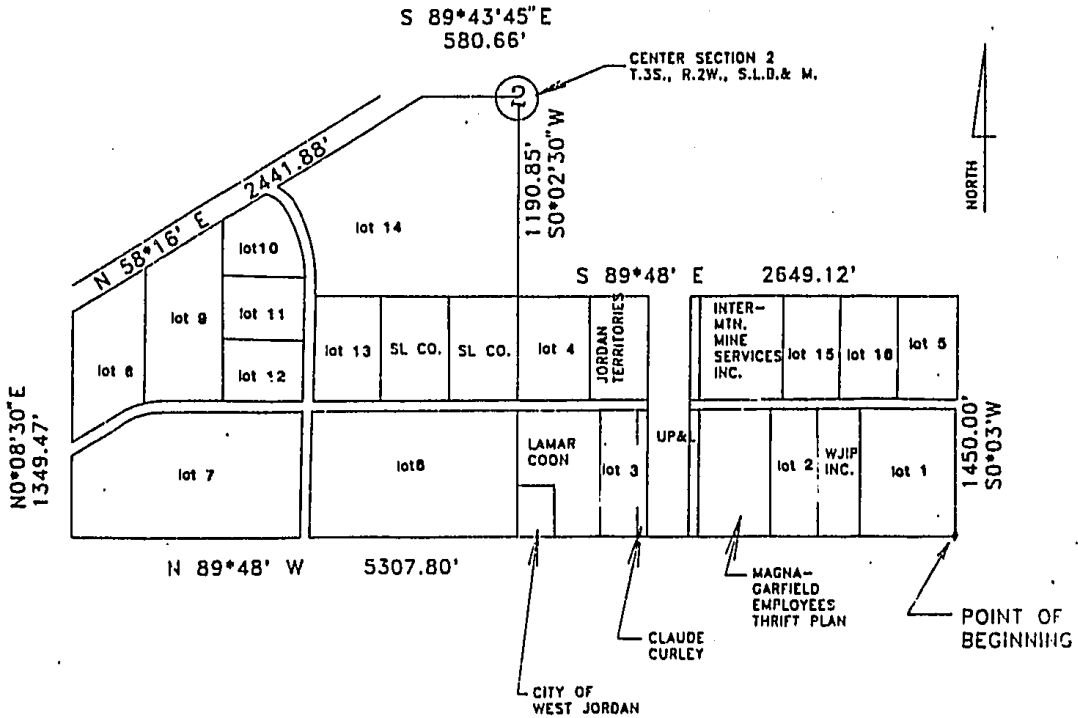 S 89*43'45"E
580.66'
CENTER SECTION 2
T.3S., R.2W., S.L.B.& M.
2
1190.85'
S0*02'30"W
NORTH
N 58*16' E 2441.88'
lot 14
lot10
S 89*48' E 2649.12'
lot 9
lot 11
lot 8
lot 12
lot 13
SL CO.
SL CO.
lot 4
JORDAN
TERRITORIES
INTER-
MTN.
MINE
SERVICES
INC.
lot 15
lot 16
lot 5
N0*08'30"E
1349.47'
lot 7
lot6
LAMAR
COON
lot 3
UP&L
lot 2
WJIP
INC.
lot 1
1450.00'
S0*03'W
N 89*48' W 5307.80'
MAGNA-
GARFIELD
EMPLOYEES
THRIFT PLAN
POINT OF
BEGINNING
CLAUDE
CURLEY
CITY OF
WEST JORDAN